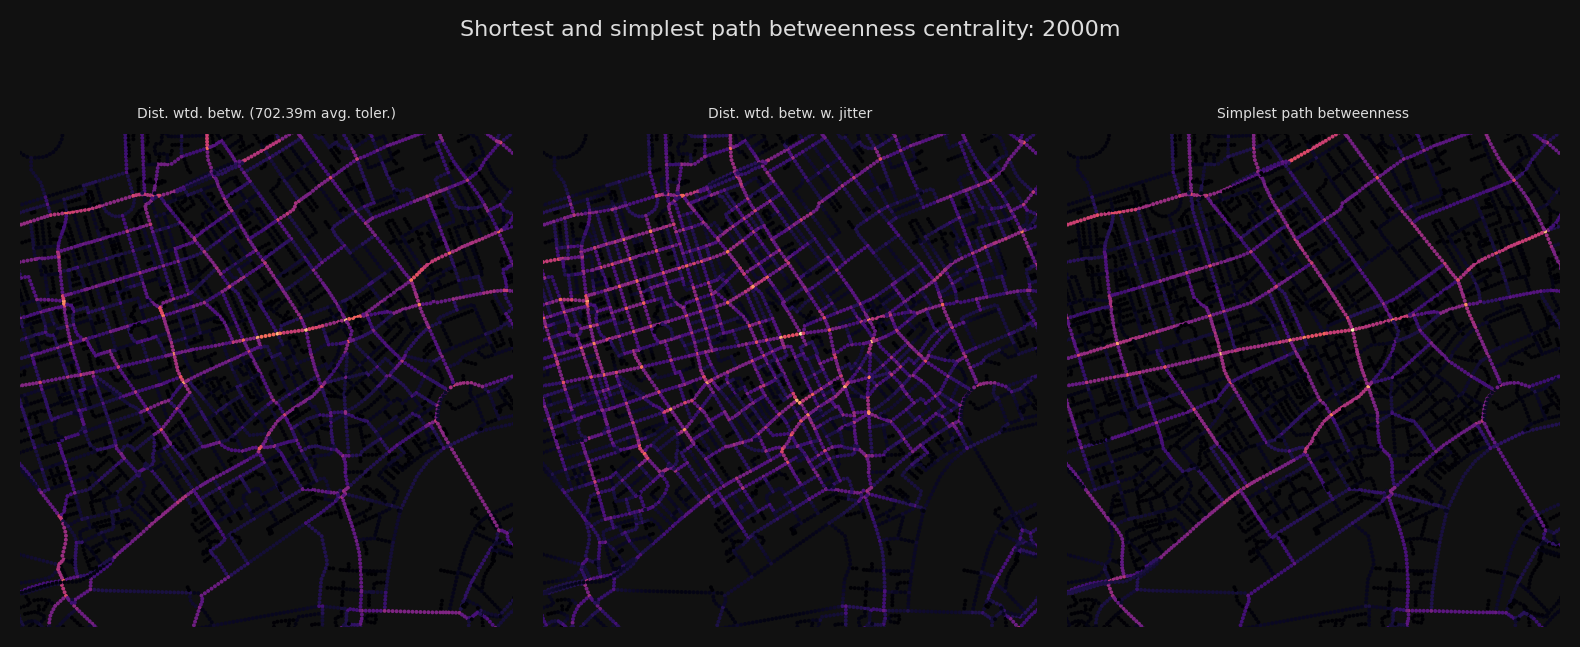 Shortest and simplest path betweenness centrality: 2000m
Dist. wtd. betw. (702.39m avg. toler.)
Dist. wtd. betw. w. jitter
Simplest path betweenness